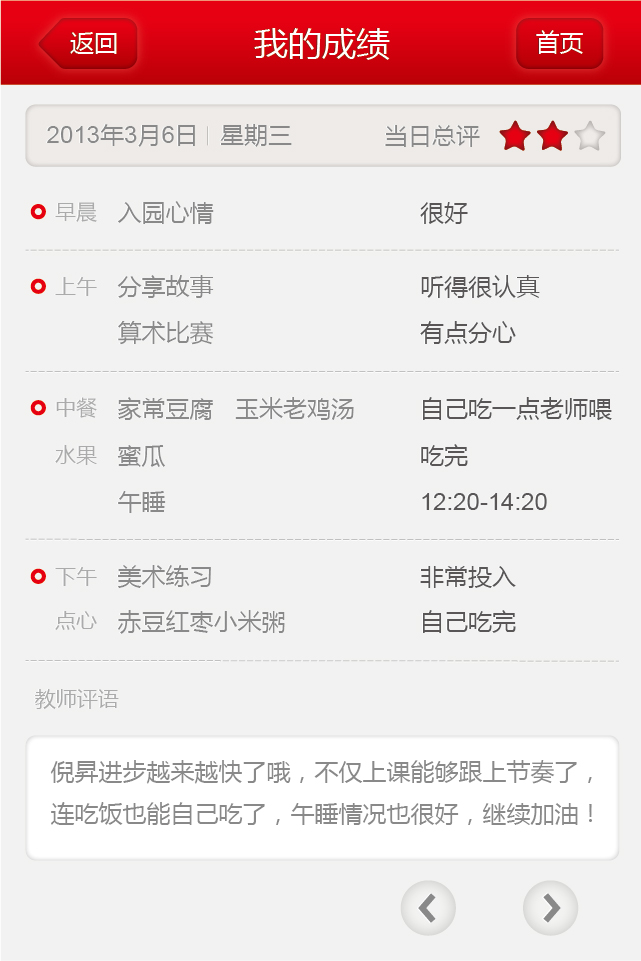 返回 我的成绩 首页
2013年3月6日 星期三 当日总评
早晨 入园心情 很好
上午 分享故事 听得很认真
算术比赛 有点分心
中餐 家常豆腐 玉米老鸡汤 自己吃一点老师喂
水果 蜜瓜 吃完
午睡 12:20-14:20
下午 美术练习 非常投入
点心 赤豆红枣小米粥 自己吃完
教师评语
倪昇进步越来越快了哦，不仅上课能够跟上节奏了，
连吃饭也能自己吃了，午睡情况也很好，继续加油！